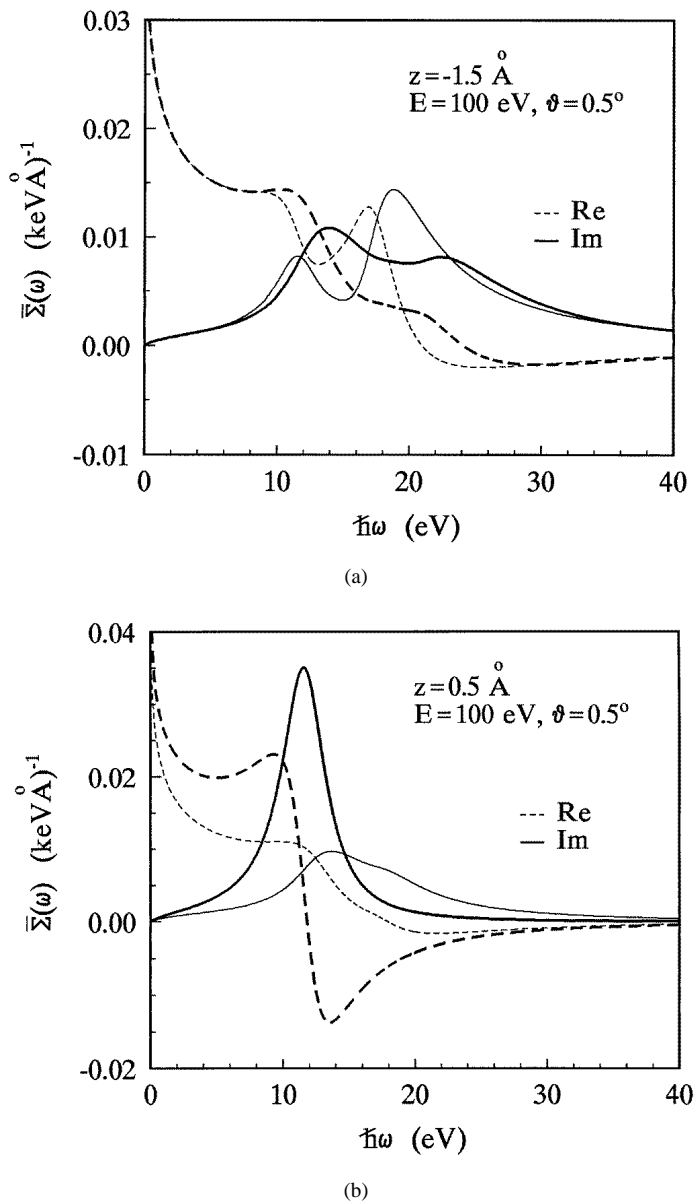 0.03
0.02
0.01
0.00
-0.01
Σ̅(ω) (keVÅ)⁻¹
z=-1.5 Å
E=100 eV, ϑ=0.5°
Re
Im
0 10 20 30 40
ħω (eV)
(a)
0.04
0.02
0.00
-0.02
Σ̅(ω) (keVÅ)⁻¹
z=0.5 Å
E=100 eV, ϑ=0.5°
Re
Im
0 10 20 30 40
ħω (eV)
(b)